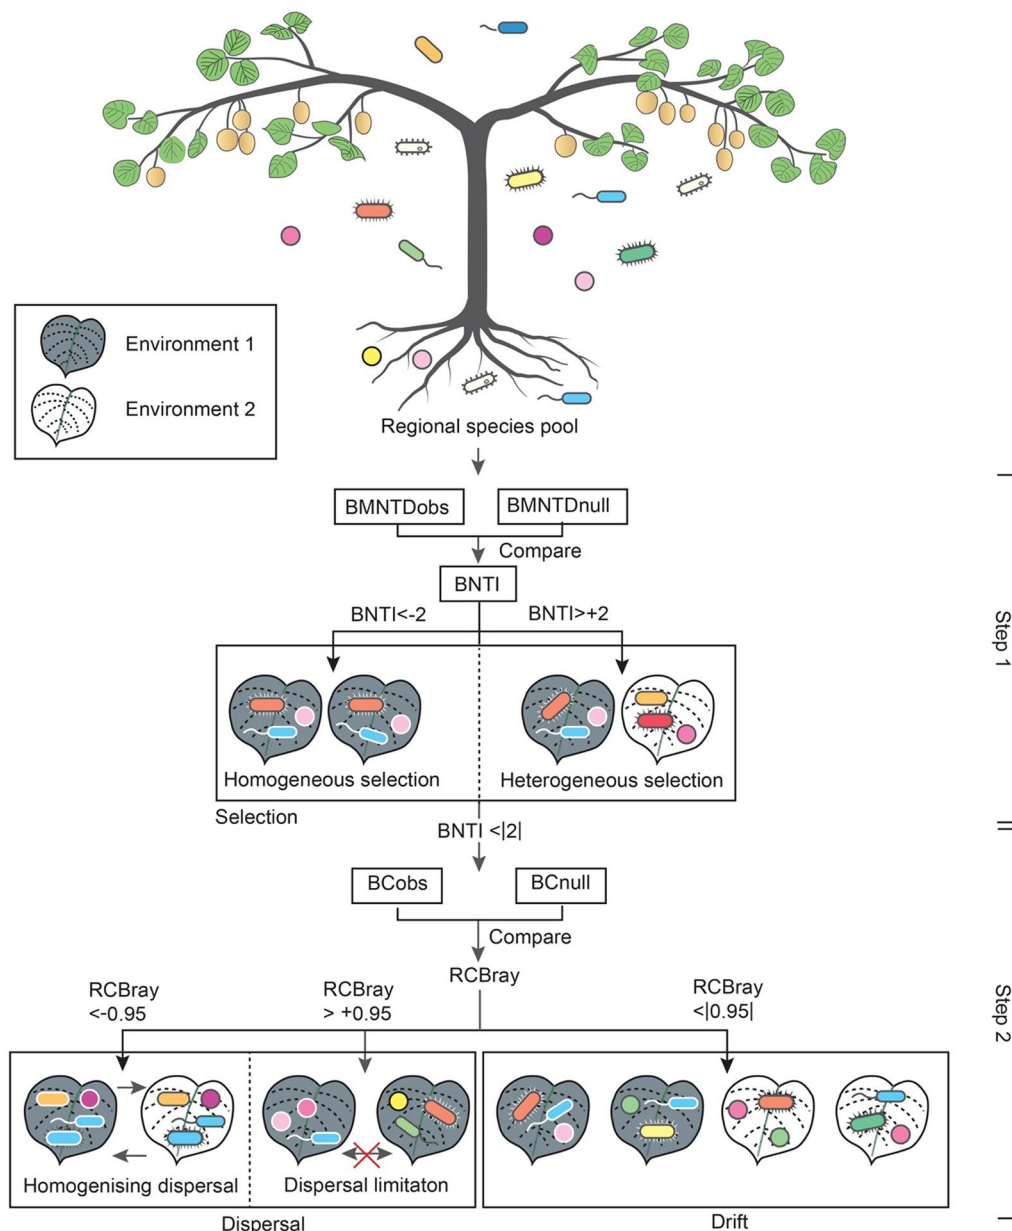 Environment 1
Environment 2
Regional species pool
BMNTDobs
BMNTDnull
Compare
BNTI
BNTI<-2
BNTI>+2
Step 1
Homogeneous selection
Heterogeneous selection
Selection
BNTI <|2|
BCobs
BCnull
Compare
RCBray
RCBray
<-0.95
RCBray
> +0.95
RCBray
<|0.95|
Step 2
Homogenising dispersal
Dispersal limitaton
Dispersal
Drift